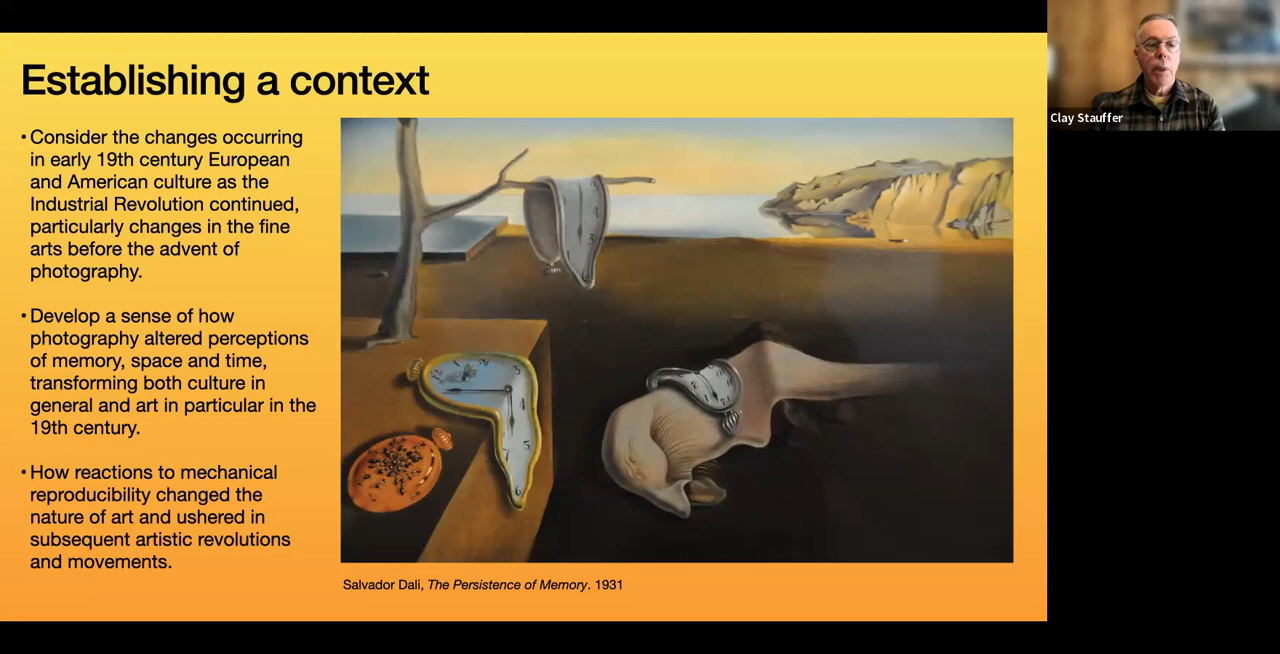 Establishing a context
• Consider the changes occurring
in early 19th century European
and American culture as the
Industrial Revolution continued,
particularly changes in the fine
arts before the advent of
photography.
• Develop a sense of how
photography altered perceptions
of memory, space and time,
transforming both culture in
general and art in particular in the
19th century.
• How reactions to mechanical
reproducibility changed the
nature of art and ushered in
subsequent artistic revolutions
and movements.
Salvador Dali, The Persistence of Memory. 1931
Clay Stauffer